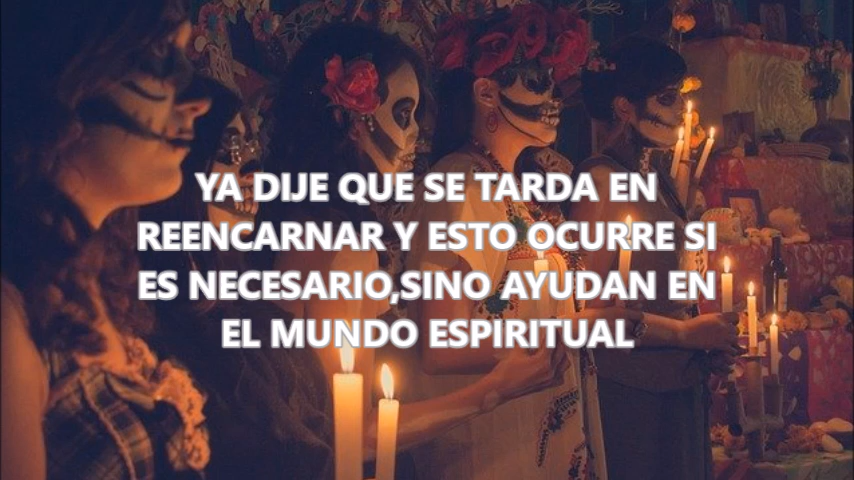 YA DIJE QUE SE TARDA EN
REENCARNAR Y ESTO OCURRE SI
ES NECESARIO,SINO AYUDAN EN
EL MUNDO ESPIRITUAL